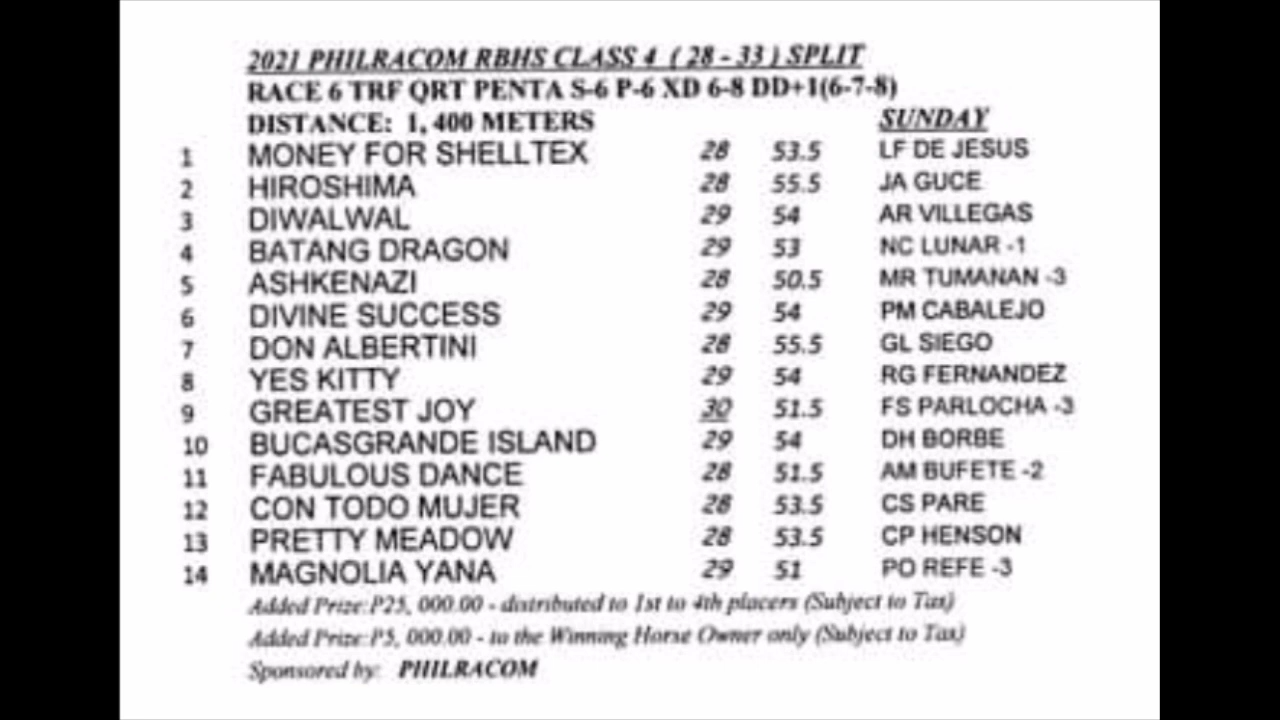 2021 PHILRACOM RBHS CLASS 4 ( 28 - 33 ) SPLIT
RACE 6 TRF QRT PENTA S-6 P-6 XD 6-8 DD+1(6-7-8)
DISTANCE: 1, 400 METERS SUNDAY
1 MONEY FOR SHELLTEX 28 53.5 LF DE JESUS
2 HIROSHIMA 28 55.5 JA GUCE
3 DIWALWAL 29 54 AR VILLEGAS
4 BATANG DRAGON 29 53 NC LUNAR -1
5 ASHKENAZI 28 50.5 MR TUMANAN -3
6 DIVINE SUCCESS 29 54 PM CABALEJO
7 DON ALBERTINI 28 55.5 GL SIEGO
8 YES KITTY 29 54 RG FERNANDEZ
9 GREATEST JOY 30 51.5 FS PARLOCHA -3
10 BUCASGRANDE ISLAND 29 54 DH BORBE
11 FABULOUS DANCE 28 51.5 AM BUFETE -2
12 CON TODO MUJER 28 53.5 CS PARE
13 PRETTY MEADOW 28 53.5 CP HENSON
14 MAGNOLIA YANA 29 51 PO REFE -3
Added Prize:P25, 000.00 - distributed to 1st to 4th placers (Subject to Tax)
Added Prize:P5, 000.00 - to the Winning Horse Owner only (Subject to Tax)
Sponsored by: PHILRACOM